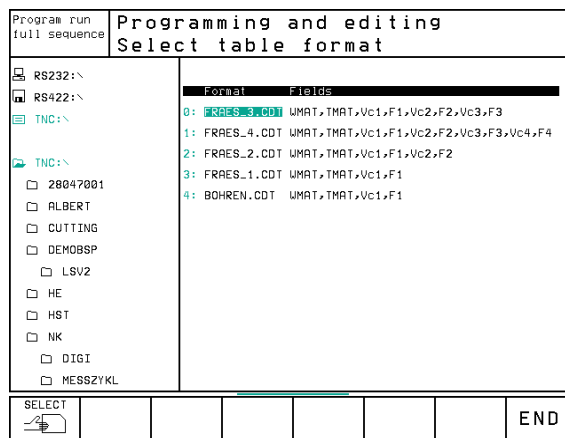 Program run
full sequence
Programming and editing
Select table format
RS232:\
RS422:\
TNC:\
TNC:\
28047001
ALBERT
CUTTING
DEMOBSP
LSV2
HE
HST
NK
DIGI
MESSZYKL
Format Fields
0: FRAES_3.CDT WMAT,TMAT,Vc1,F1,Vc2,F2,Vc3,F3
1: FRAES_4.CDT WMAT,TMAT,Vc1,F1,Vc2,F2,Vc3,F3,Vc4,F4
2: FRAES_2.CDT WMAT,TMAT,Vc1,F1,Vc2,F2
3: FRAES_1.CDT WMAT,TMAT,Vc1,F1
4: BOHREN.CDT WMAT,TMAT,Vc1,F1
SELECT
END